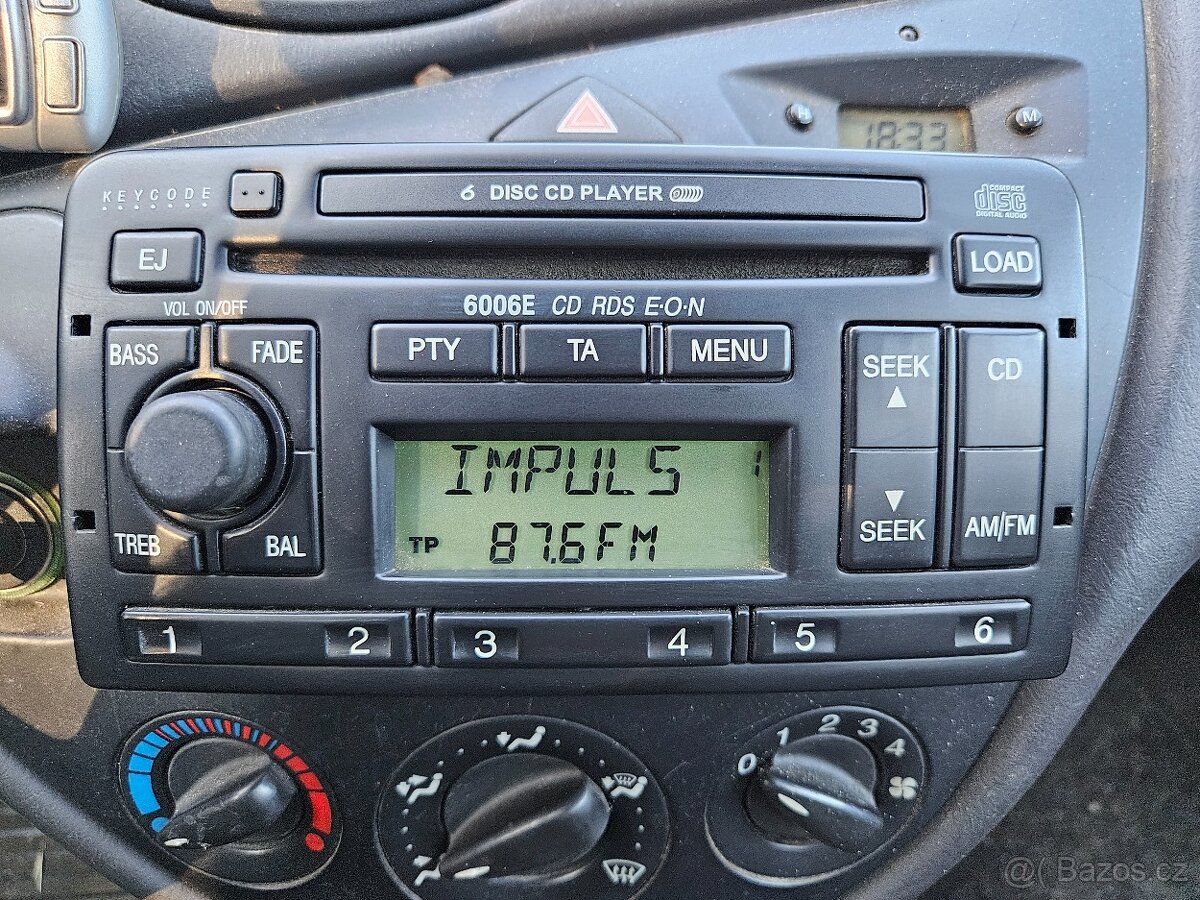 H 18:33 M
KEYCODE
6 DISC CD PLAYER
COMPACT
disc
DIGITAL AUDIO
EJ
LOAD
VOL ON/OFF
6006E CD RDS E·O·N
BASS FADE
PTY TA MENU
SEEK CD
IMPULS 1
TP 87.6 FM
TREB BAL
SEEK AM/FM
1 2 3 4 5 6
0 1 2 3 4
@( Bazos.cz